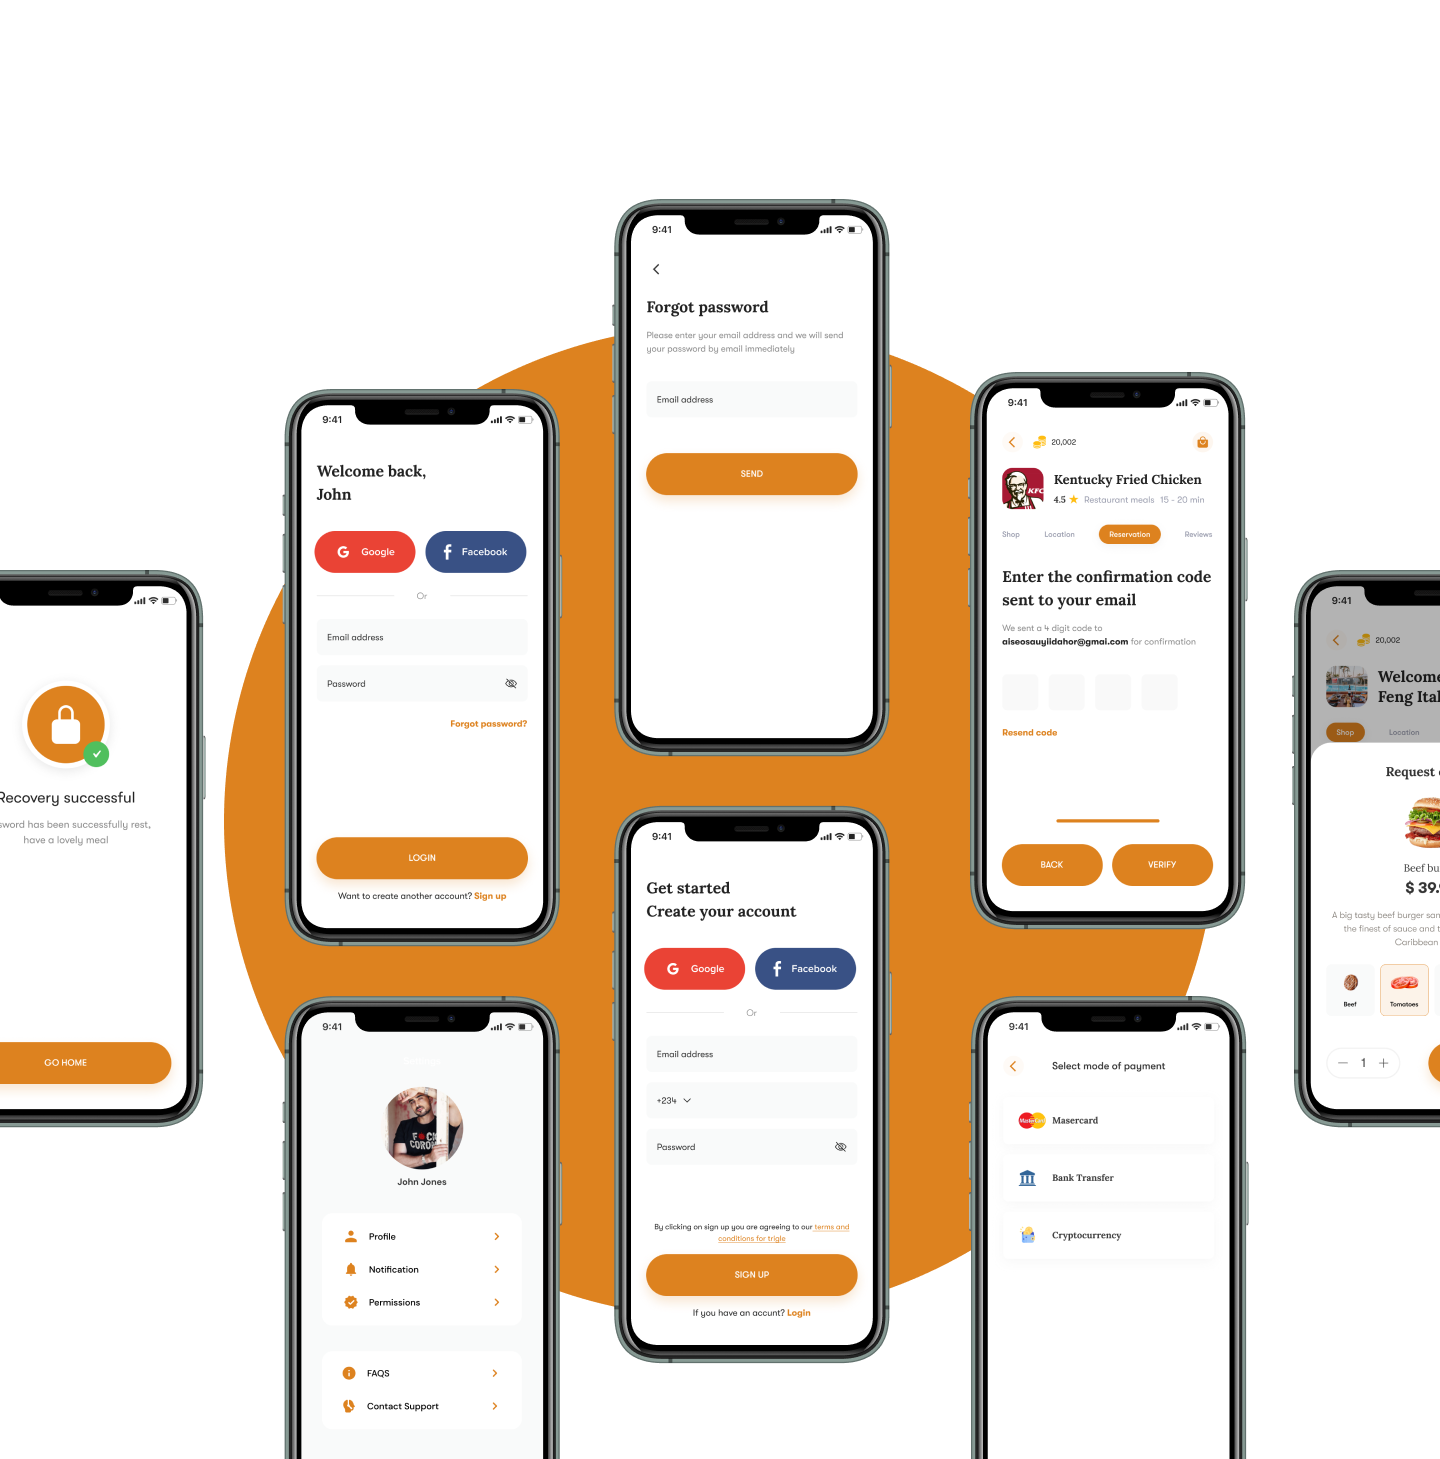 9:41
Forgot password
Please enter your email address and we will send
your password by email immediately
Email address
SEND
9:41
Welcome back,
John
Google
Facebook
Or
Email address
Password
Forgot password?
LOGIN
Want to create another account? Sign up
9:41
20,002
KFC
Kentucky Fried Chicken
4.5 Restaurant meals 15 - 20 min
Shop
Location
Reservation
Reviews
Enter the confirmation code
sent to your email
We sent a 4 digit code to
aiseosauyiidahor@gmai.com for confirmation
Resend code
BACK
VERIFY
Recovery successful
sword has been successfully rest,
have a lovely meal
GO HOME
9:41
Get started
Create your account
Google
Facebook
Or
Email address
+234
Password
By clicking on sign up you are agreeing to our terms and
conditions for trigle
SIGN UP
If you have an accunt? Login
9:41
20,002
Welcome
Feng Ital
Shop
Location
Request
Beef bu
$ 39.
A big tasty beef burger san
the finest of sauce and t
Caribbean
Beef
Tomatoes
1
9:41
John Jones
Profile
Notification
Permissions
FAQS
Contact Support
9:41
Select mode of payment
MasterCard
Masercard
Bank Transfer
Cryptocurrency